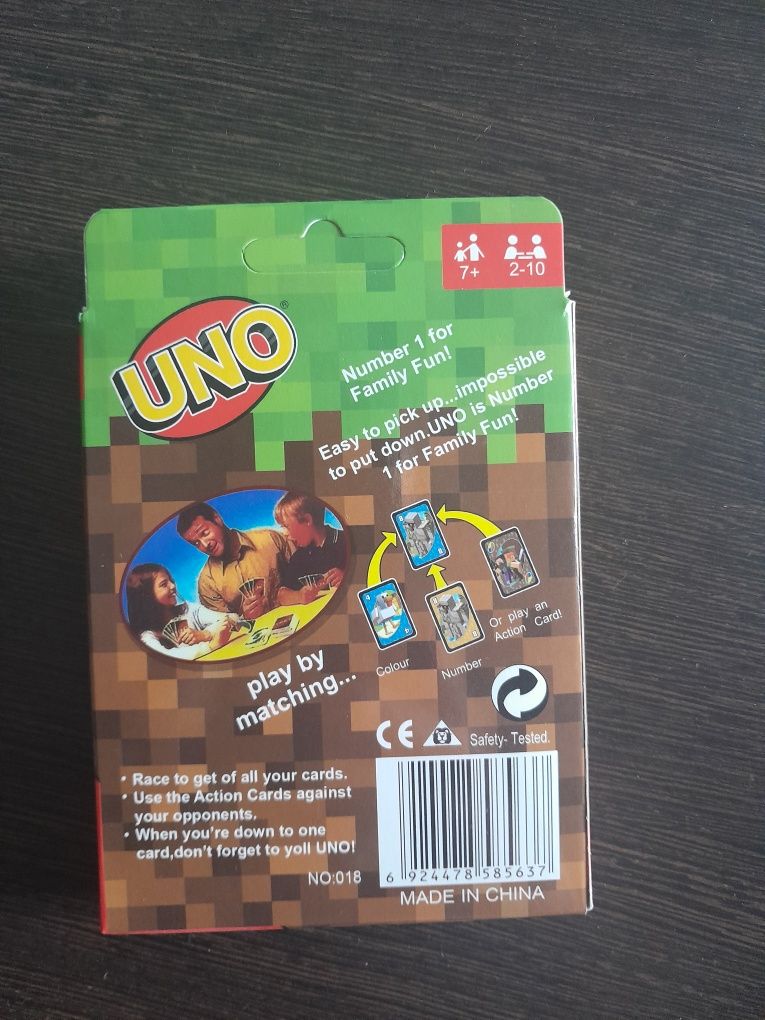 7+ 2-10
UNO®
Number 1 for
Family Fun!
Easy to pick up...impossible
to put down.UNO is Number
1 for Family Fun!
Colour
Number
Or play an
Action Card!
play by
matching...
CE
Safety- Tested.
• Race to get of all your cards.
• Use the Action Cards against
your opponents.
• When you're down to one
card,don't forget to yoll UNO!
NO:018
6 924478 585637
MADE IN CHINA